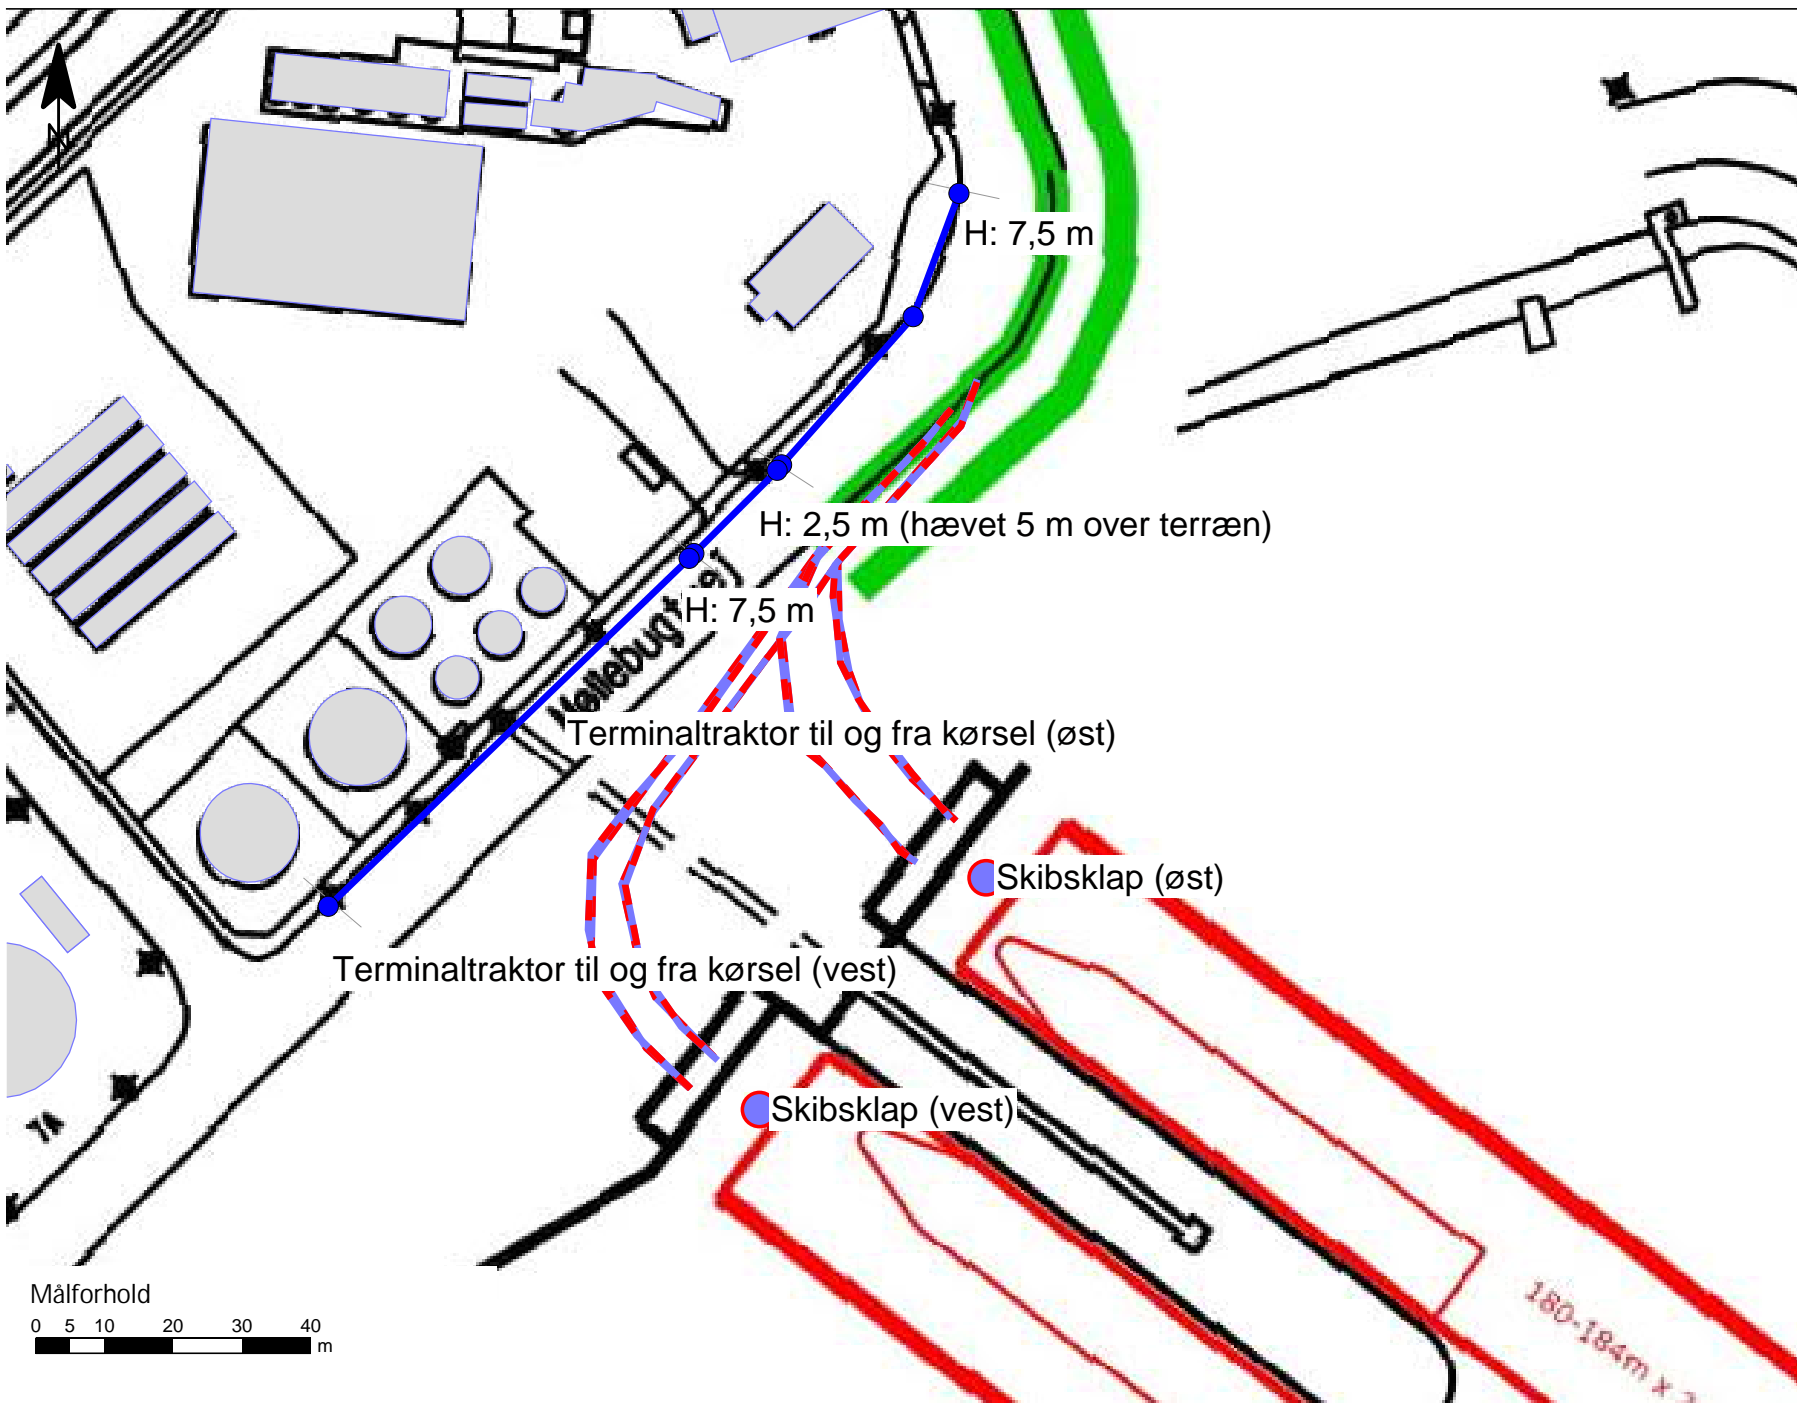 N
H: 7,5 m
H: 2,5 m (hævet 5 m over terræn)
H: 7,5 m
Terminaltraktor til og fra kørsel (øst)
Skibsklap (øst)
Terminaltraktor til og fra kørsel (vest)
Skibsklap (vest)
7A
Målforhold
0 5 10 20 30 40
m
180-184m x